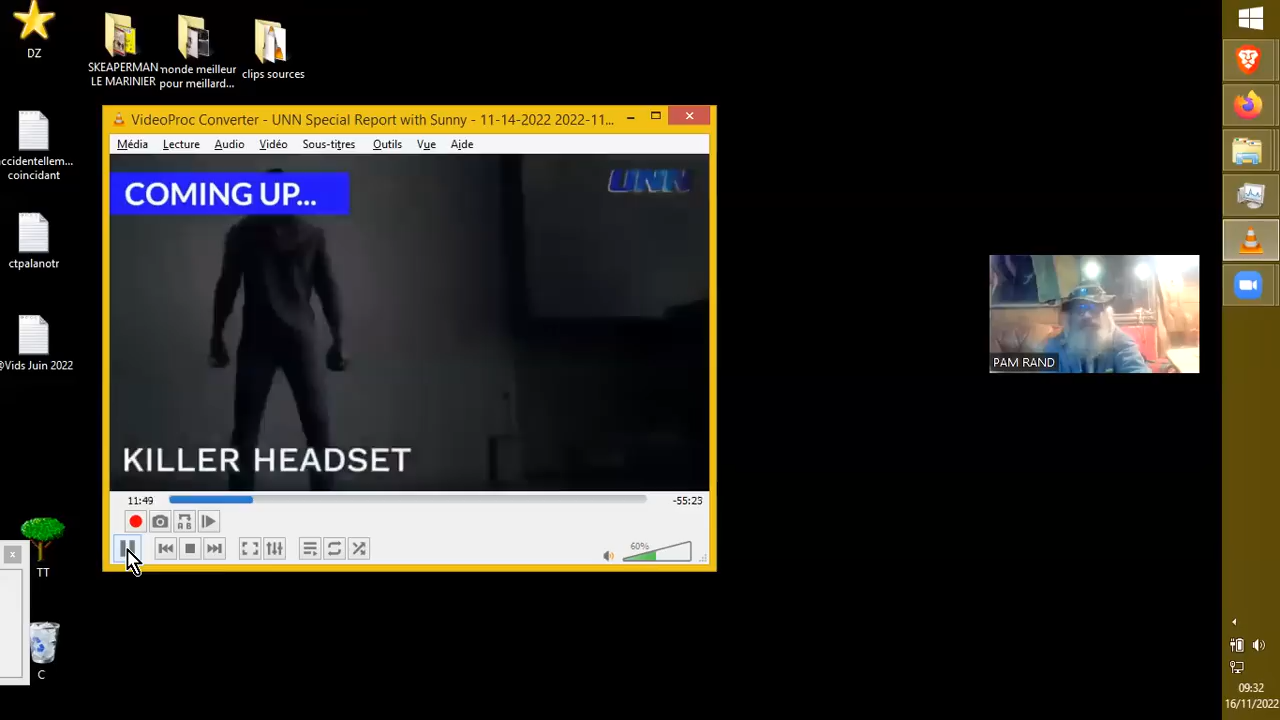 DZ
SKEAPERMAN
LE MARINIER
monde meilleur
pour meillard...
clips sources
ccidentellem...
coincidant
ctpalanotr
@Vids Juin 2022
TT
x
C
VideoProc Converter - UNN Special Report with Sunny - 11-14-2022 2022-11...
Média Lecture Audio Vidéo Sous-titres Outils Vue Aide
COMING UP...
UNN
KILLER HEADSET
11:49
-55:23
A B
60%
PAM RAND
09:32
16/11/2022